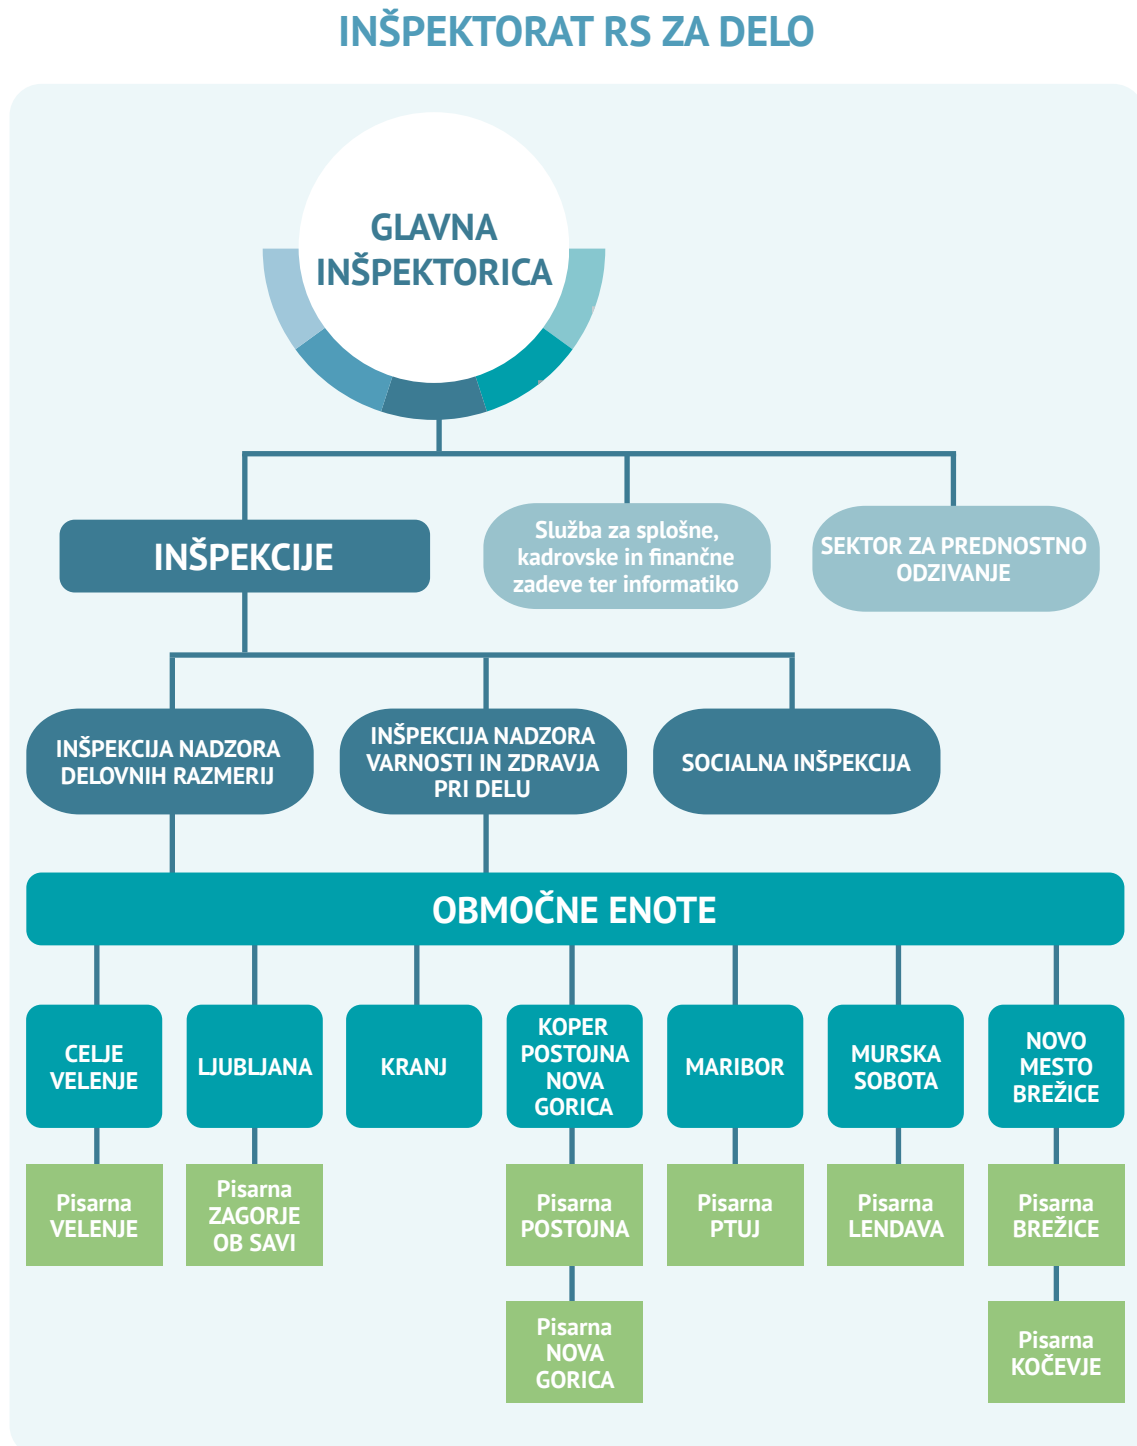 INŠPEKTORAT RS ZA DELO
GLAVNA
INŠPEKTORICA
INŠPEKCIJE
Služba za splošne,
kadrovske in finančne
zadeve ter informatiko
SEKTOR ZA PREDNOSTNO
ODZIVANJE
INŠPEKCIJA NADZORA
DELOVNIH RAZMERIJ
INŠPEKCIJA NADZORA
VARNOSTI IN ZDRAVJA
PRI DELU
SOCIALNA INŠPEKCIJA
OBMOČNE ENOTE
CELJE
VELENJE
LJUBLJANA
KRANJ
KOPER
POSTOJNA
NOVA
GORICA
MARIBOR
MURSKA
SOBOTA
NOVO
MESTO
BREŽICE
Pisarna
VELENJE
Pisarna
ZAGORJE
OB SAVI
Pisarna
POSTOJNA
Pisarna
PTUJ
Pisarna
LENDAVA
Pisarna
BREŽICE
Pisarna
NOVA
GORICA
Pisarna
KOČEVJE